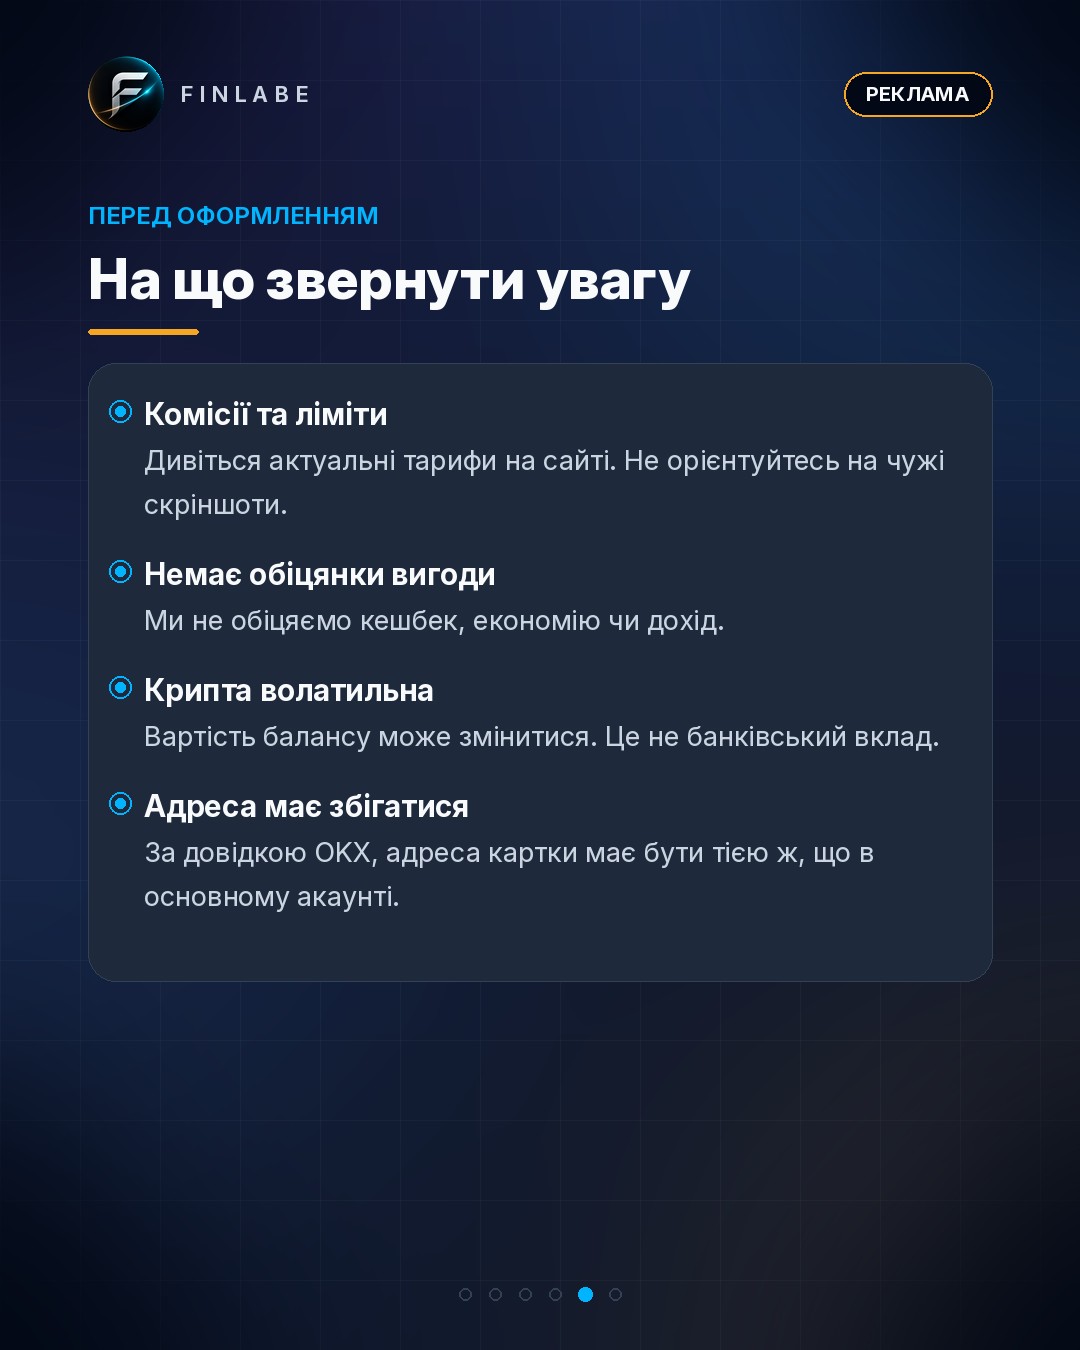 FINLABE
РЕКЛАМА
ПЕРЕД ОФОРМЛЕННЯМ
На що звернути увагу
Комісії та ліміти
Дивіться актуальні тарифи на сайті. Не орієнтуйтесь на чужі
скріншоти.
Немає обіцянки вигоди
Ми не обіцяємо кешбек, економію чи дохід.
Крипта волатильна
Вартість балансу може змінитися. Це не банківський вклад.
Адреса має збігатися
За довідкою OKX, адреса картки має бути тією ж, що в
основному акаунті.